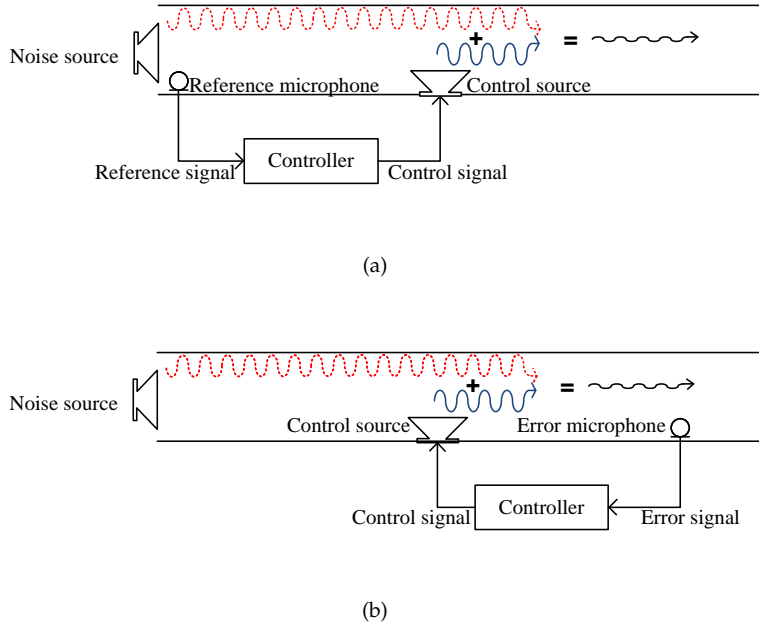 +
=
Noise source
Reference microphone
Control source
Controller
Reference signal
Control signal
(a)
+
=
Noise source
Control source
Error microphone
Controller
Control signal
Error signal
(b)